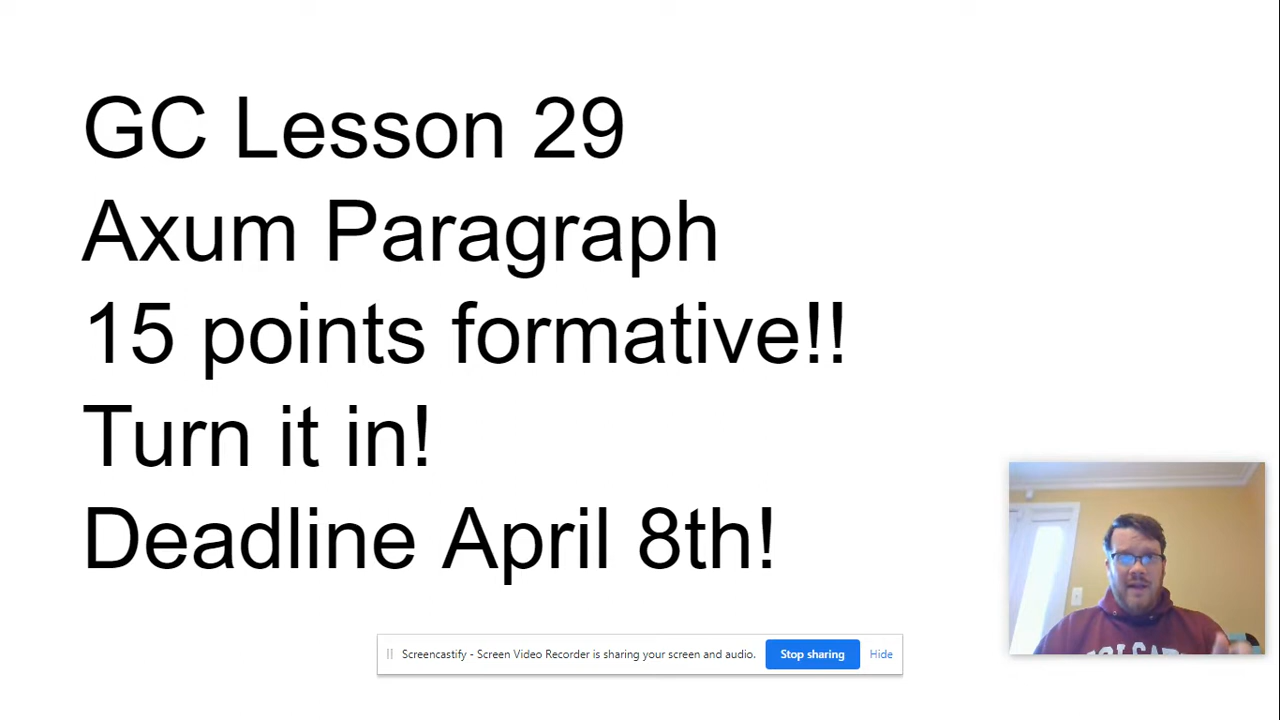 GC Lesson 29
Axum Paragraph
15 points formative!!
Turn it in!
Deadline April 8th!
Screencastify - Screen Video Recorder is sharing your screen and audio. Stop sharing Hide